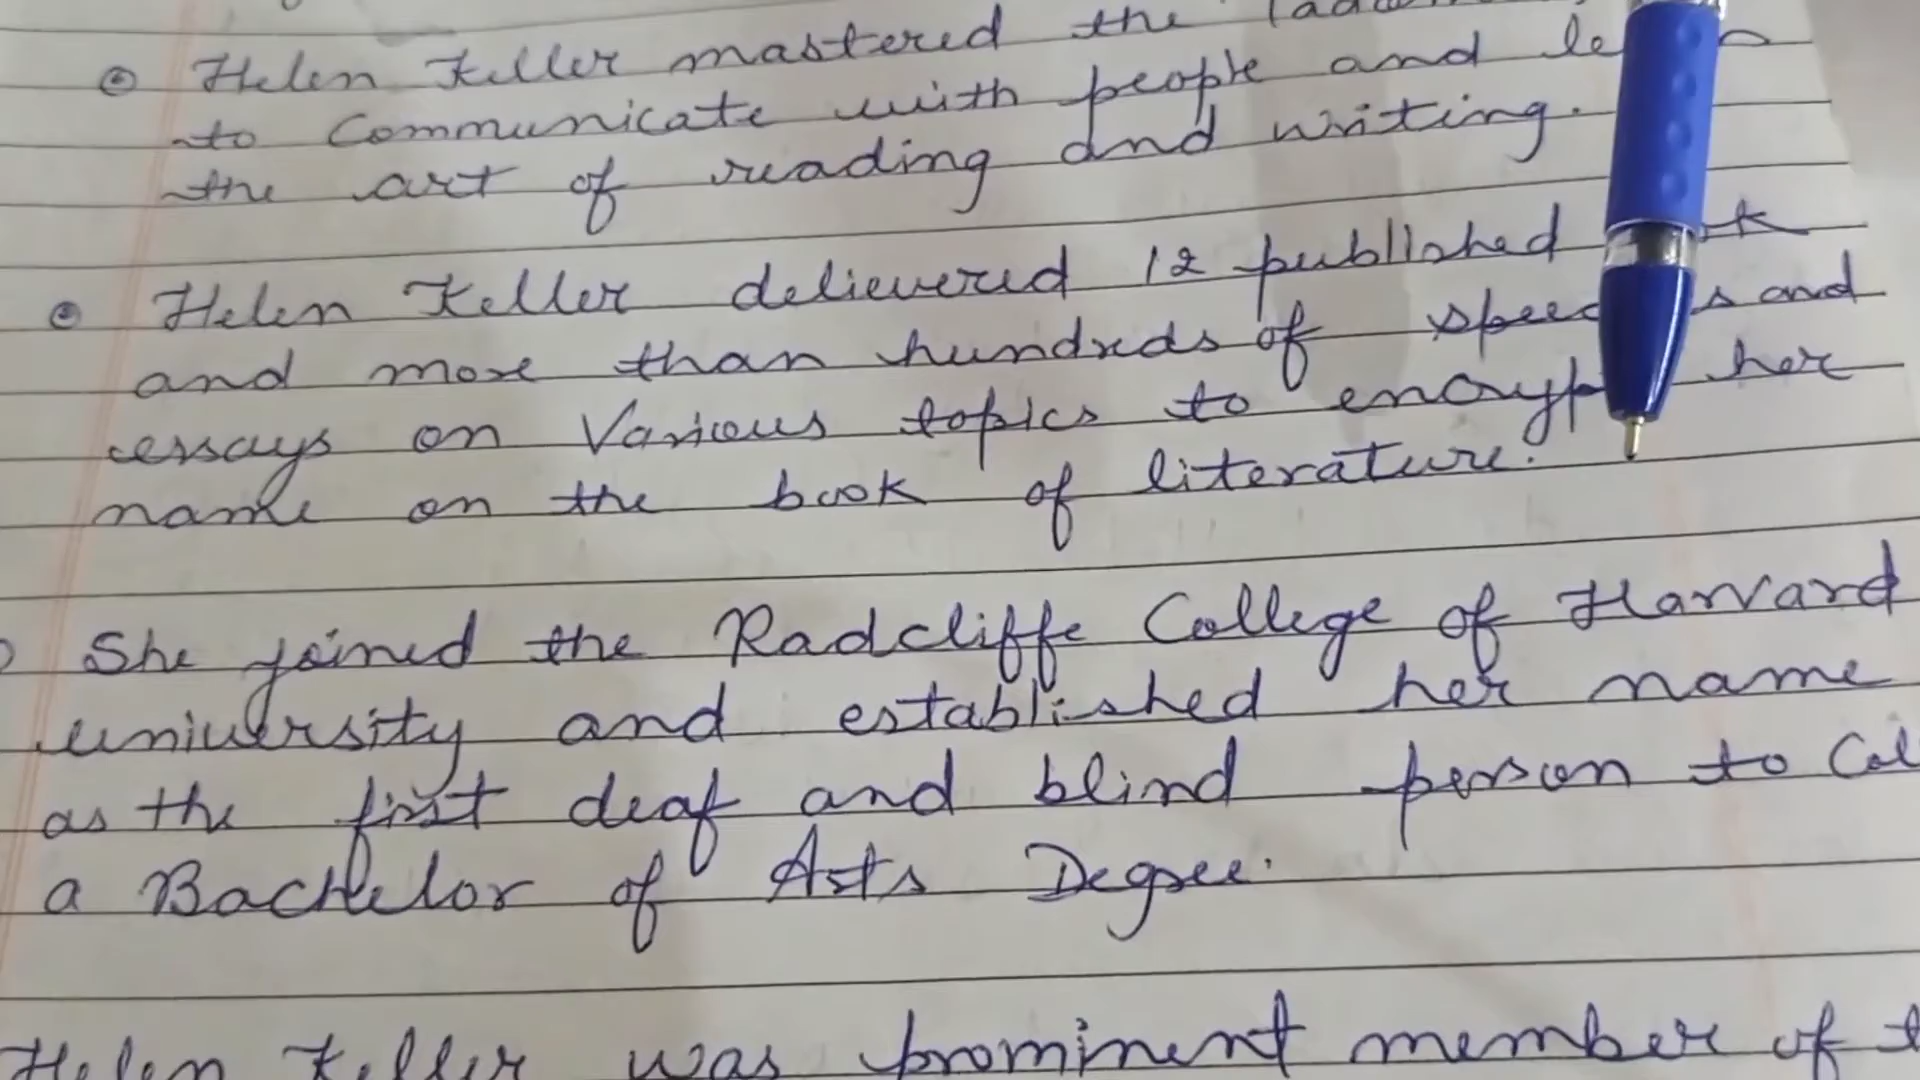 Helen Keller mastered the
to Communicate with people and
the art of reading and writing.
Helen Keller delievered 12 published
and more than hundreds of and
essays on Various topics to her
name on the book of literature.
She joined the Radcliffe College of Harvard
university and established her name
as the first deaf and blind person to
a Bachelor of Arts Degree.
Helen Keller was prominent member of